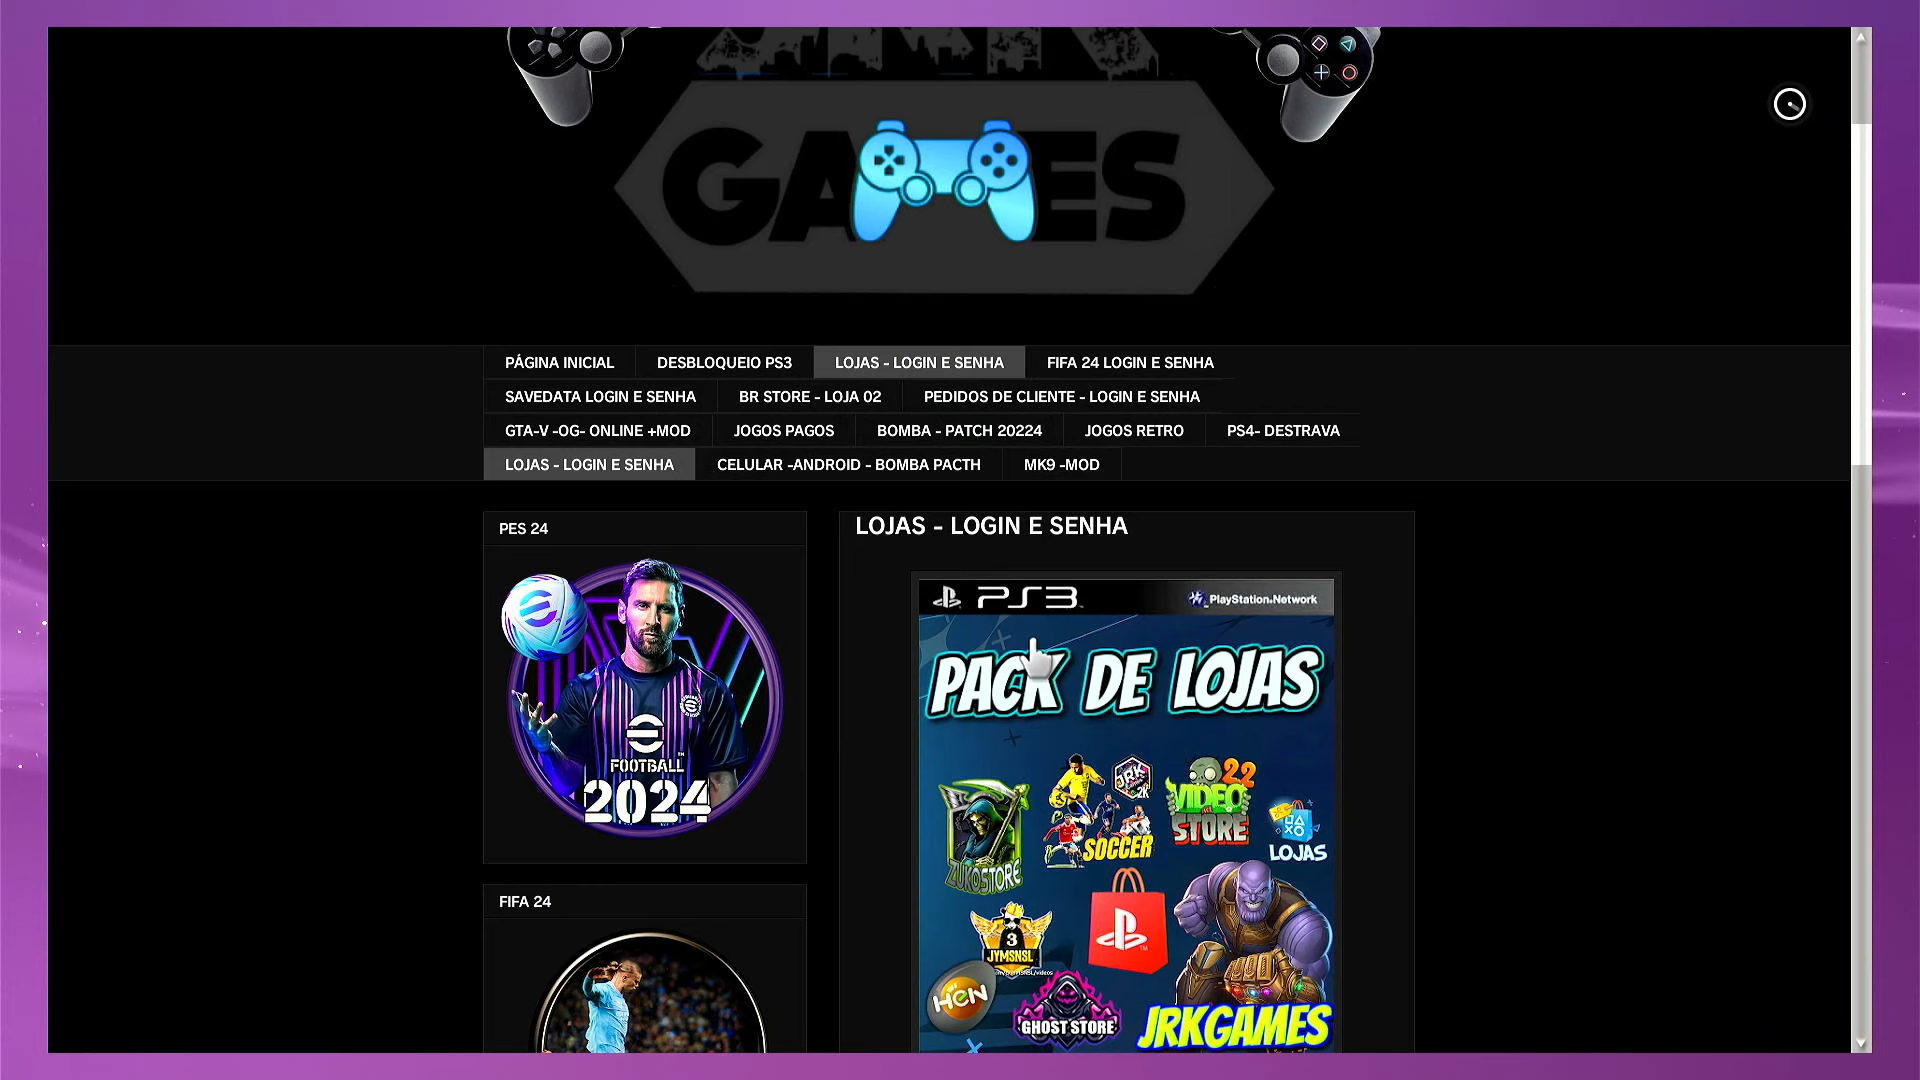 GAMES
PÁGINA INICIAL
DESBLOQUEIO PS3
LOJAS - LOGIN E SENHA
FIFA 24 LOGIN E SENHA
SAVEDATA LOGIN E SENHA
BR STORE - LOJA 02
PEDIDOS DE CLIENTE - LOGIN E SENHA
GTA-V -OG- ONLINE +MOD
JOGOS PAGOS
BOMBA - PATCH 20224
JOGOS RETRO
PS4- DESTRAVA
LOJAS - LOGIN E SENHA
CELULAR -ANDROID - BOMBA PACTH
MK9 -MOD
PES 24
FOOTBALL
2024
FIFA 24
LOJAS - LOGIN E SENHA
PS3
PlayStation Network
PACK DE LOJAS
ZUKOSTORE
JRK
2K
SOCCER
22
VIDEO
STORE
LOJAS
3
JYMSNSL
HEN
GHOST STORE
JRKGAMES